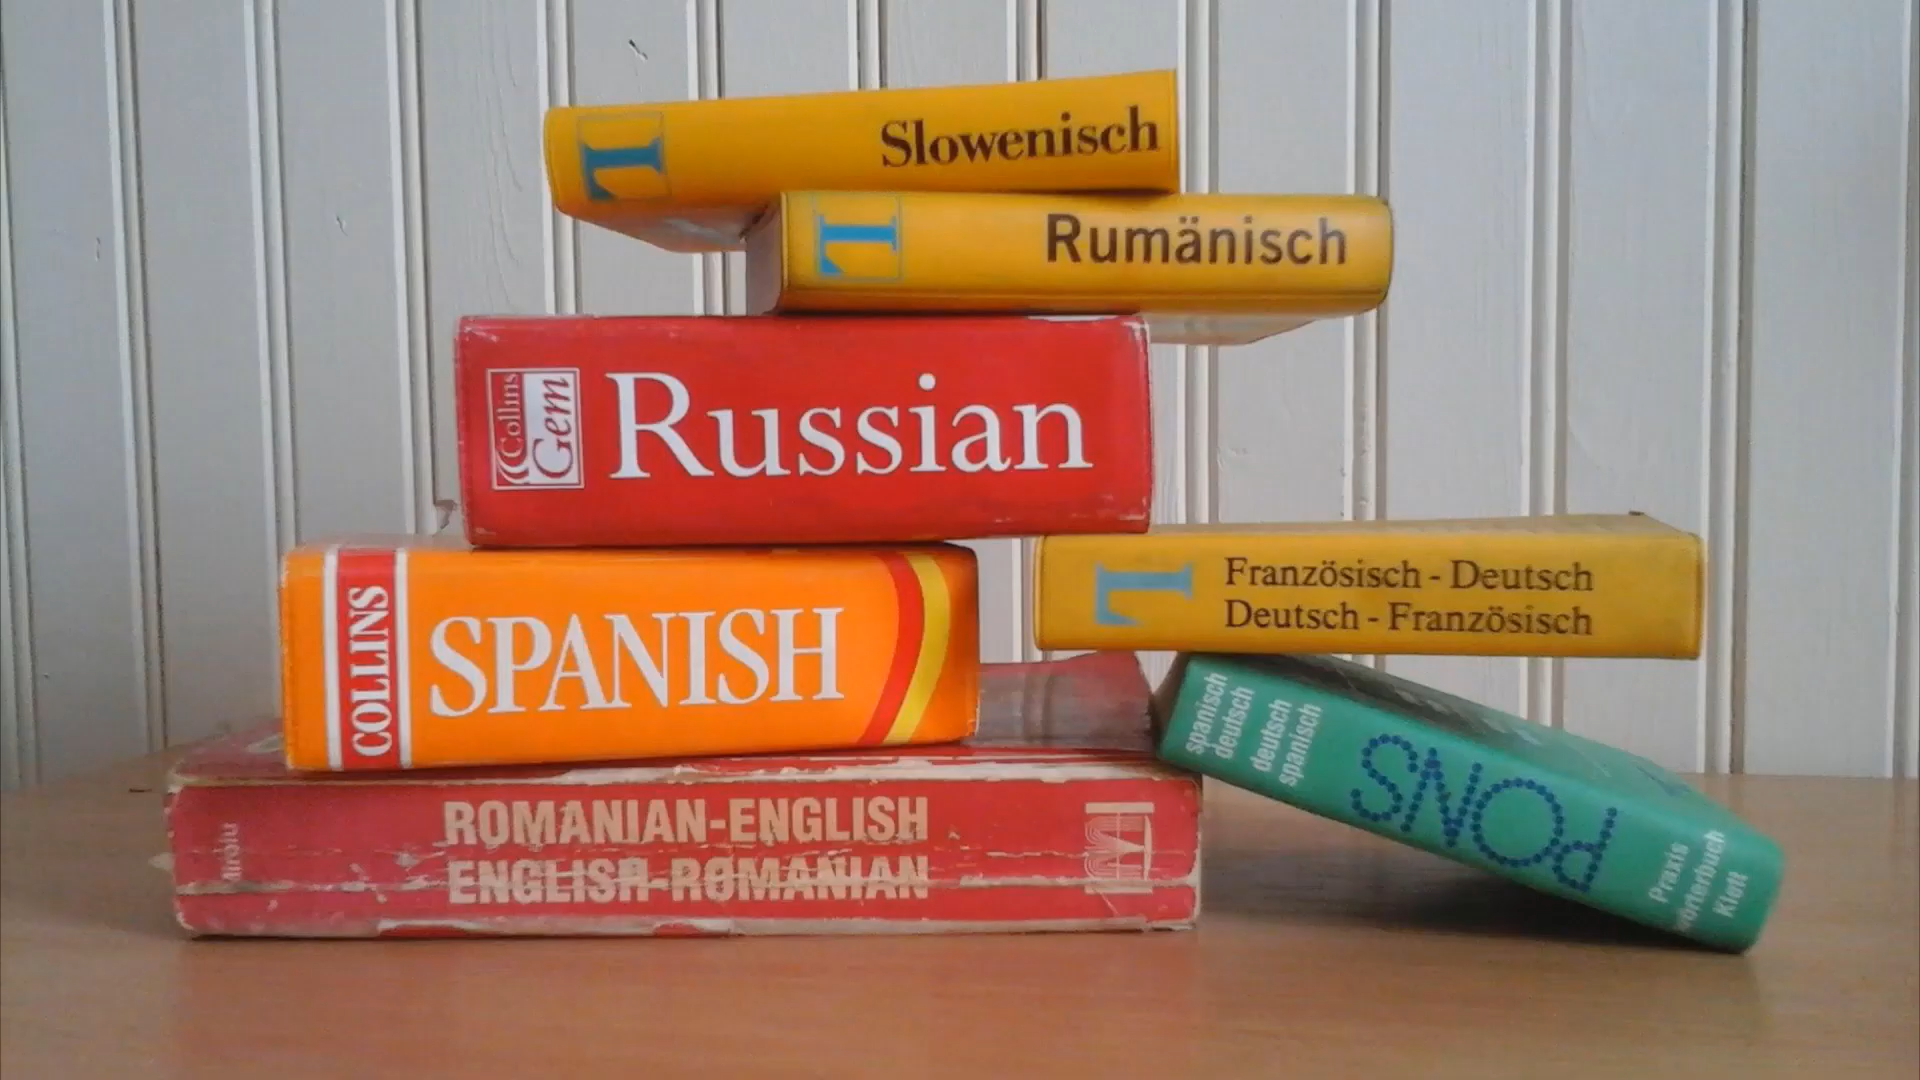 Slowenisch
L
Rumänisch
L
Collins
Gem
Russian
COLLINS
SPANISH
L
Französisch - Deutsch
Deutsch - Französisch
spanisch
deutsch
deutsch
spanisch
PONS
Praxis
wörterbuch
Klett
ROMANIAN-ENGLISH
ENGLISH-ROMANIAN